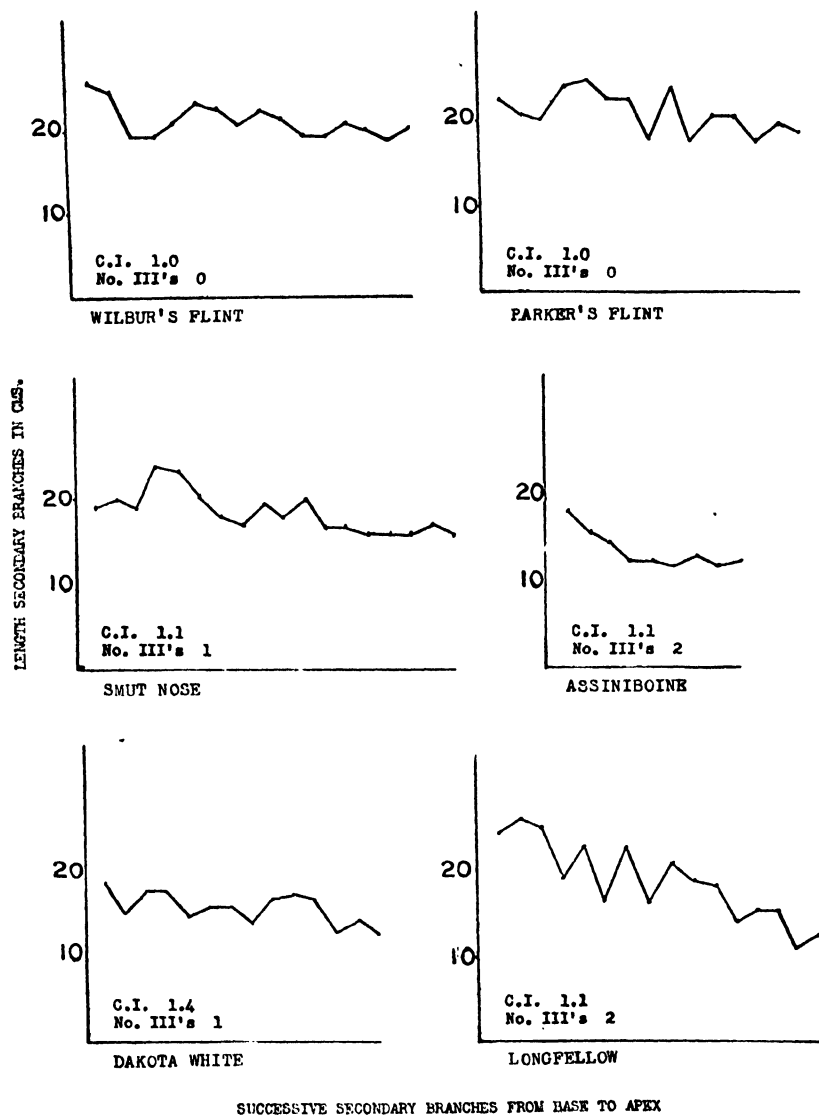 20
10
C.I. 1.0
No. III's 0
WILBUR'S FLINT
20
10
C.I. 1.0
No. III's 0
PARKER'S FLINT
LENGTH SECONDARY BRANCHES IN CMS.
20
10
C.I. 1.1
No. III's 1
SMUT NOSE
20
10
C.I. 1.1
No. III's 2
ASSINIBOINE
20
10
C.I. 1.4
No. III's 1
DAKOTA WHITE
20
10
C.I. 1.1
No. III's 2
LONGFELLOW
SUCCESSIVE SECONDARY BRANCHES FROM BASE TO APEX